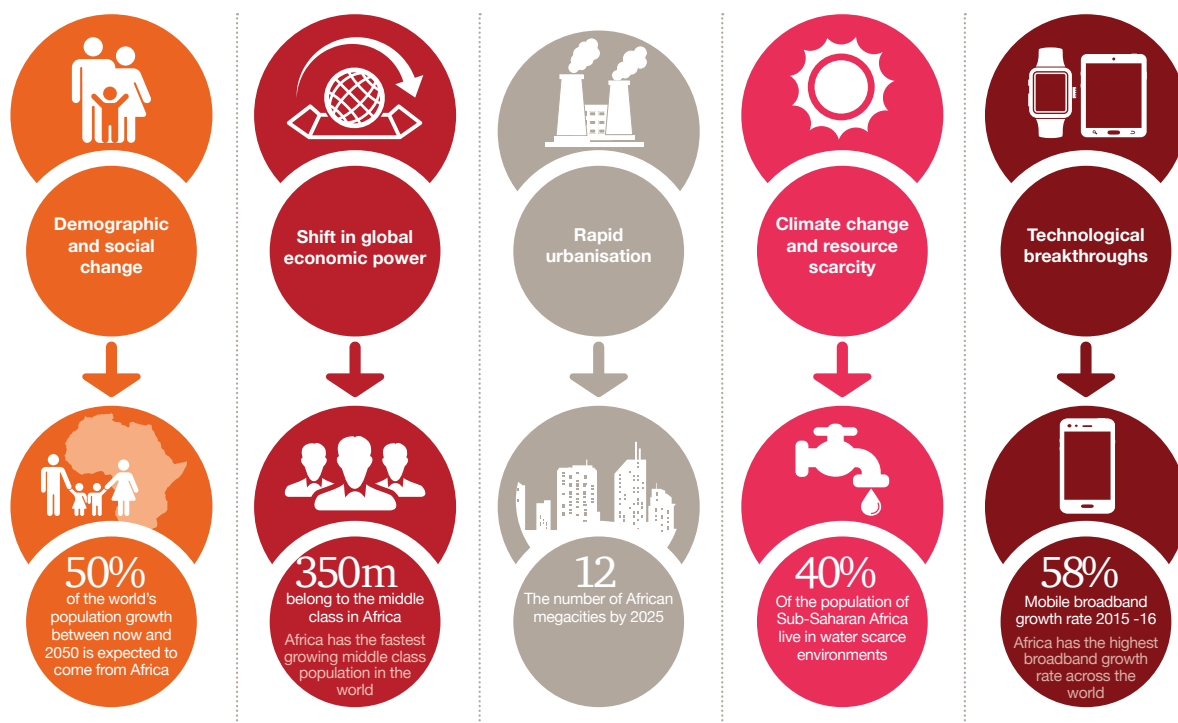 Demographic
and social
change
Shift in global
economic power
Rapid
urbanisation
Climate change
and resource
scarcity
Technological
breakthroughs
50%
of the world's
population growth
between now and
2050 is expected to
come from Africa
350m
belong to the middle
class in Africa
Africa has the fastest
growing middle class
population in the
world
12
The number of African
megacities by 2025
40%
Of the population of
Sub-Saharan Africa
live in water scarce
environments
58%
Mobile broadband
growth rate 2015 -16
Africa has the highest
broadband growth
rate across the
world